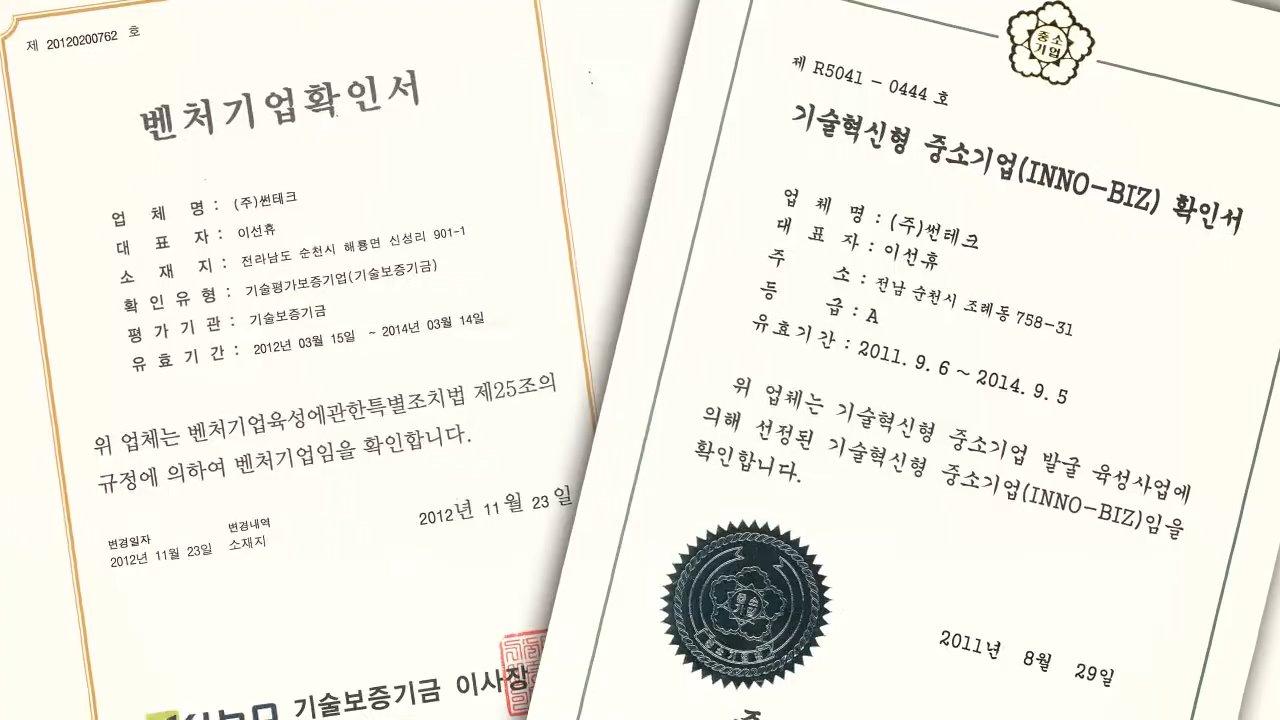 제 20120200762 호
벤처기업확인서
업 체 명 : (주)썬테크
대 표 자 : 이선휴
소 재 지 : 전라남도 순천시 해룡면 신성리 901-1
확인유형 : 기술평가보증기업(기술보증기금)
평가기관 : 기술보증기금
유효기간 : 2012년 03월 15일 ~ 2014년 03월 14일
위 업체는 벤처기업육성에관한특별조치법 제25조의
규정에 의하여 벤처기업임을 확인합니다.
2012년 11월 23일
변경일자 변경내역
2012년 11월 23일 소재지
기술보증기금 이사장
중소
기업
제 R5041 - 0444 호
기술혁신형 중소기업(INNO-BIZ) 확인서
업 체 명 : (주)썬테크
대 표 자 : 이선휴
주 소 : 전남 순천시 조례동 758-31
등 급 : A
유효기간 : 2011. 9. 6 ~ 2014. 9. 5
위 업체는 기술혁신형 중소기업 발굴 육성사업에
의해 선정된 기술혁신형 중소기업(INNO-BIZ)임을
확인합니다.
2011년 8월 29일